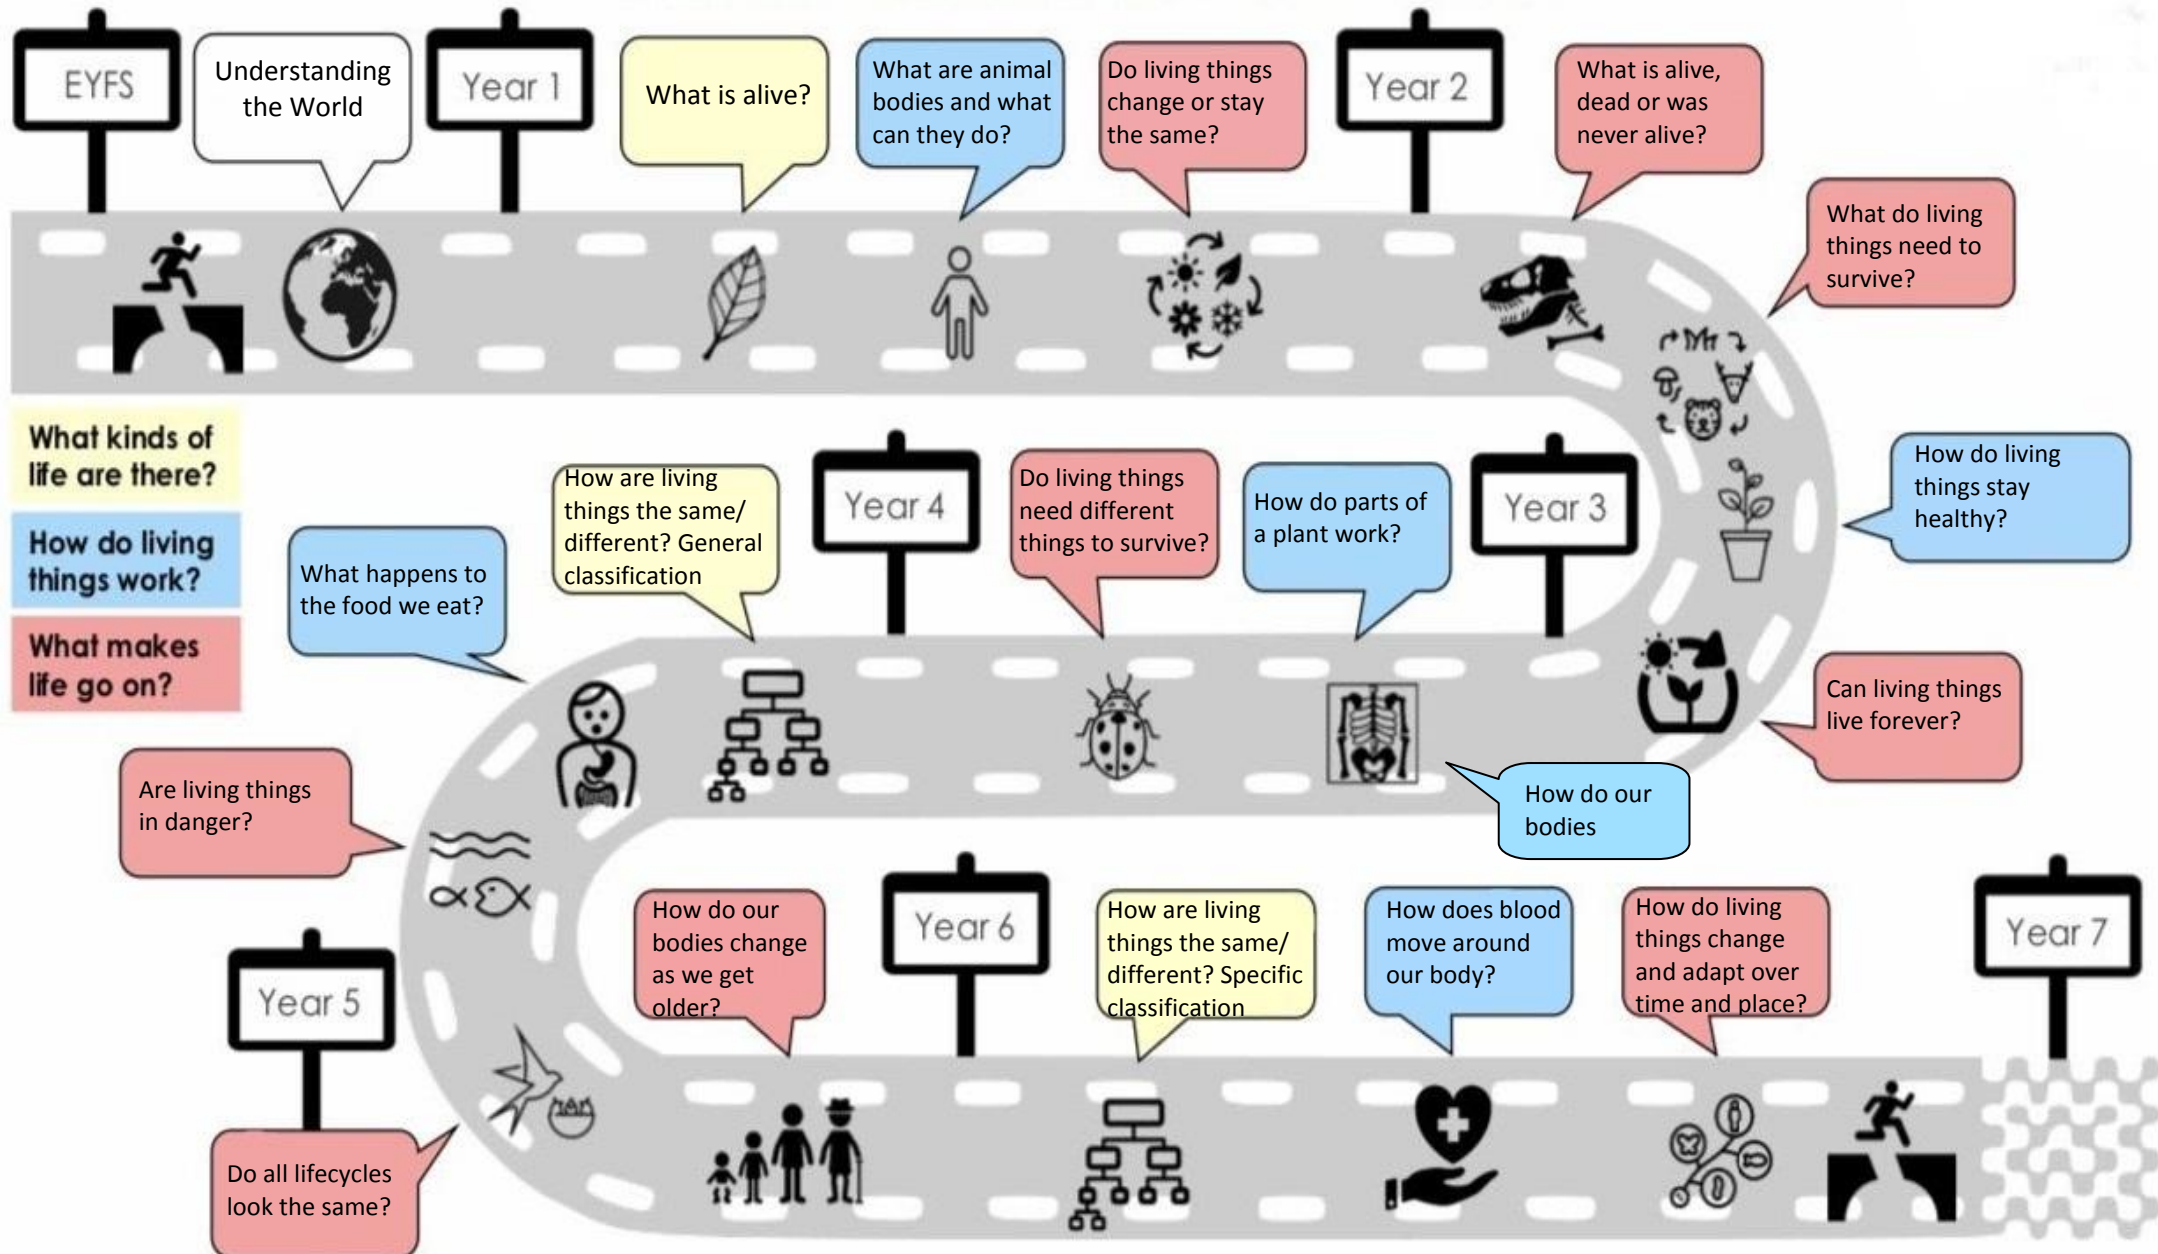 EYFS
Understanding
the World
Year 1
What is alive?
What are animal
bodies and what
can they do?
Do living things
change or stay
the same?
Year 2
What is alive,
dead or was
never alive?
What do living
things need to
survive?
How do living
things stay
healthy?
Can living things
live forever?
What kinds of
life are there?
How do living
things work?
What makes
life go on?
Year 3
How do parts of
a plant work?
How do our
bodies
Do living things
need different
things to survive?
Year 4
How are living
things the same/
different? General
classification
What happens to
the food we eat?
Are living things
in danger?
Year 5
Do all lifecycles
look the same?
How do our
bodies change
as we get
older?
Year 6
How are living
things the same/
different? Specific
classification
How does blood
move around
our body?
How do living
things change
and adapt over
time and place?
Year 7